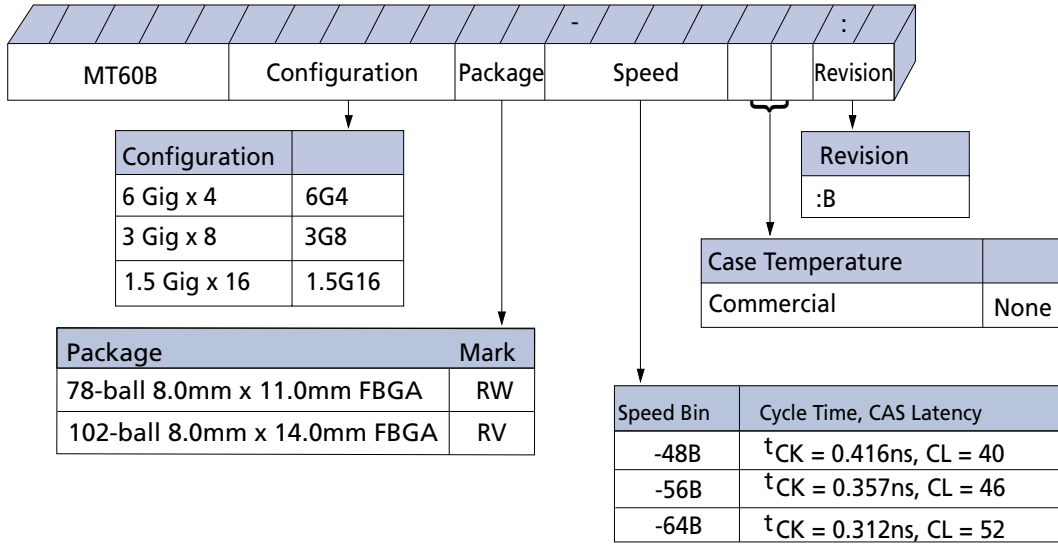 - :
MT60B Configuration Package Speed Revision
Configuration
6 Gig x 4 6G4
3 Gig x 8 3G8
1.5 Gig x 16 1.5G16
Revision
:B
Case Temperature
Commercial None
Package Mark
78-ball 8.0mm x 11.0mm FBGA RW
102-ball 8.0mm x 14.0mm FBGA RV
Speed Bin Cycle Time, CAS Latency
-48B tCK = 0.416ns, CL = 40
-56B tCK = 0.357ns, CL = 46
-64B tCK = 0.312ns, CL = 52